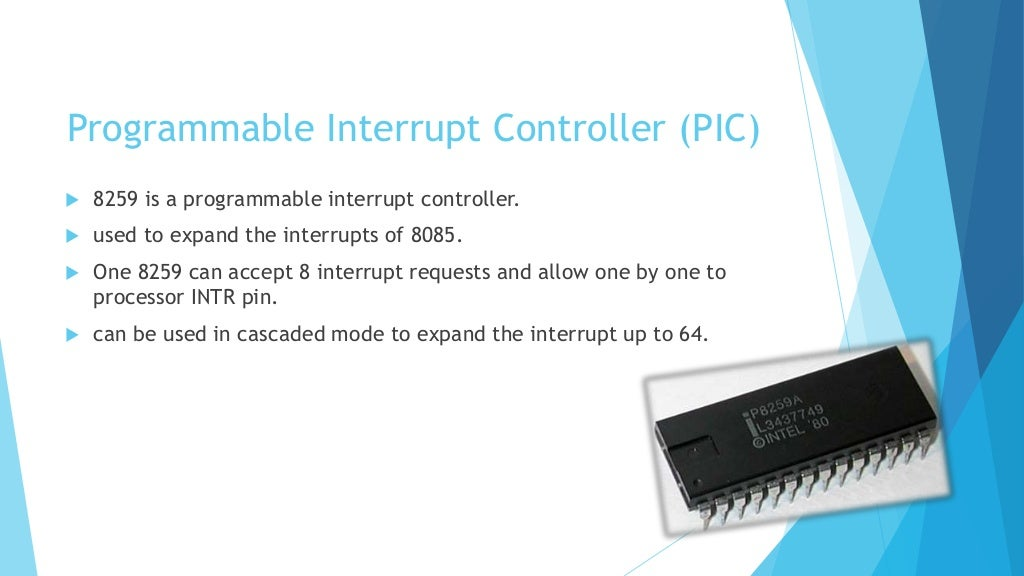 Programmable Interrupt Controller (PIC)
8259 is a programmable interrupt controller.
used to expand the interrupts of 8085.
One 8259 can accept 8 interrupt requests and allow one by one to
processor INTR pin.
can be used in cascaded mode to expand the interrupt up to 64.
iP8259A
L3437749
©INTEL '80